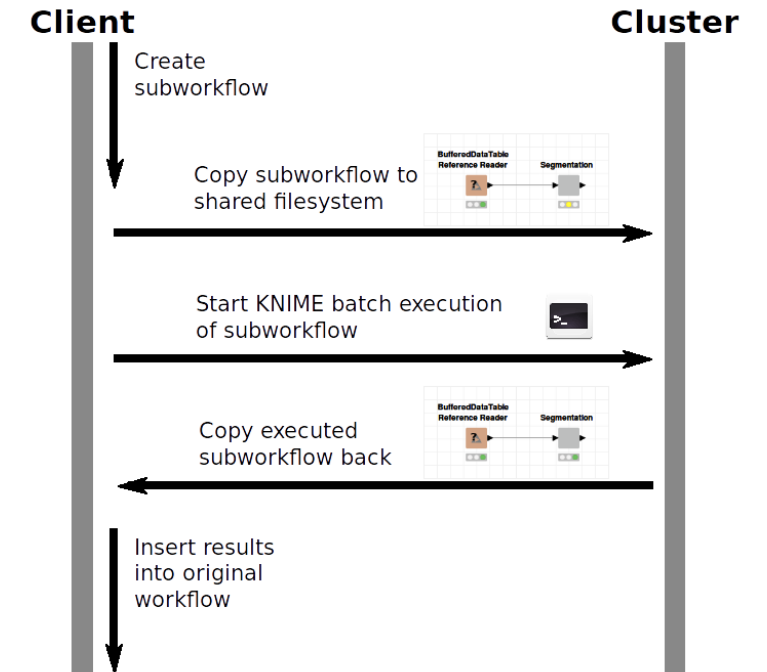 Client
Cluster
Create
subworkflow
Copy subworkflow to
shared filesystem
BufferedDataTable
Reference Reader
Segmentation
?
Start KNIME batch execution
of subworkflow
>_
Copy executed
subworkflow back
BufferedDataTable
Reference Reader
Segmentation
?
Insert results
into original
workflow